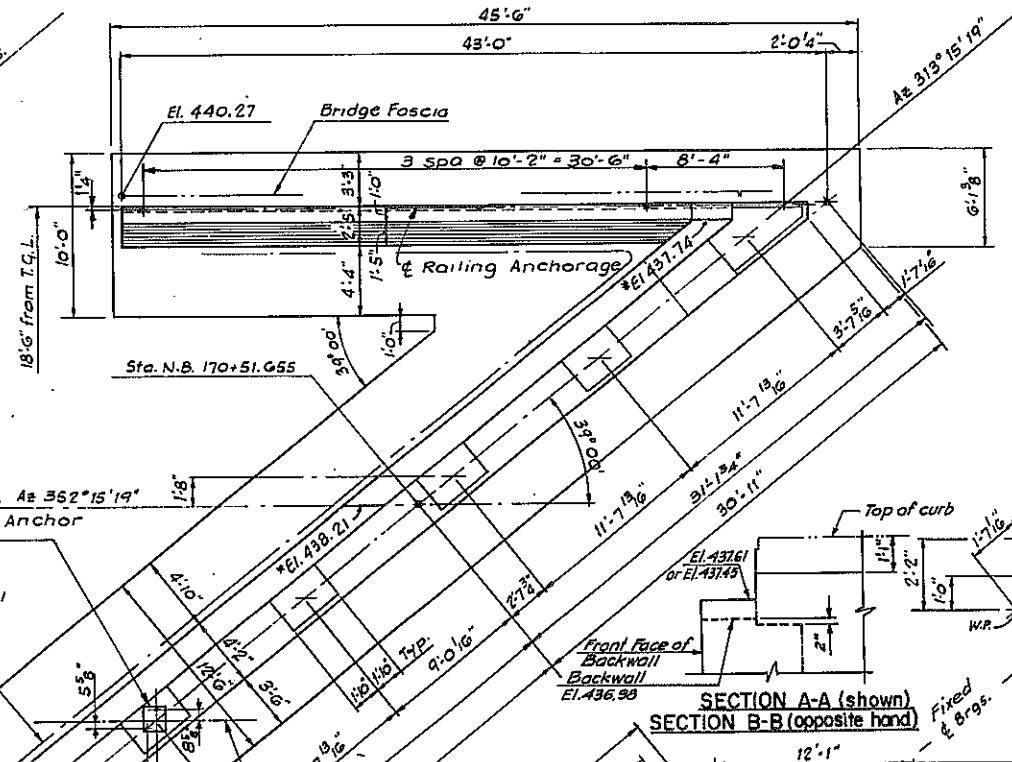 45'-6"
43'-0"
2'-0¼"
Az 313° 15' 19"
El. 440.27
Bridge Fascia
3 spa @ 10'-2" = 30'-6"
8'-4"
1¼"
3'-3"
1'-0"
6'-1⅜"
10'-0"
2'-5"
18'-6" from T.G.L.
4'-4"
1'-5"
℄ Railing Anchorage
*El 437.74
1'-7/16"
3'-7 5/16"
1'-0"
39° 00'
Sta. N.B. 170+51.655
11'-7 13/16"
39° 00'
1'-8"
Az 352° 15' 19"
Anchor
11'-7 13/16"
31'-1¾"
30'-11"
Top of curb
*El. 438.21
El. 437.61
or El. 437.45
1'-1"
2'-2"
1'-0"
1'-7/16"
W.P.
4'-10"
2'-7¾"
2"
Front Face of
Backwall
Backwall
El. 436.98
4'-2"
1'-10" 1'-10" Typ.
9'-0 1/16"
3'-6"
5⅝"
SECTION A-A (shown)
SECTION B-B (opposite hand)
Fixed
℄ Brgs.
13/16"
12'-1"